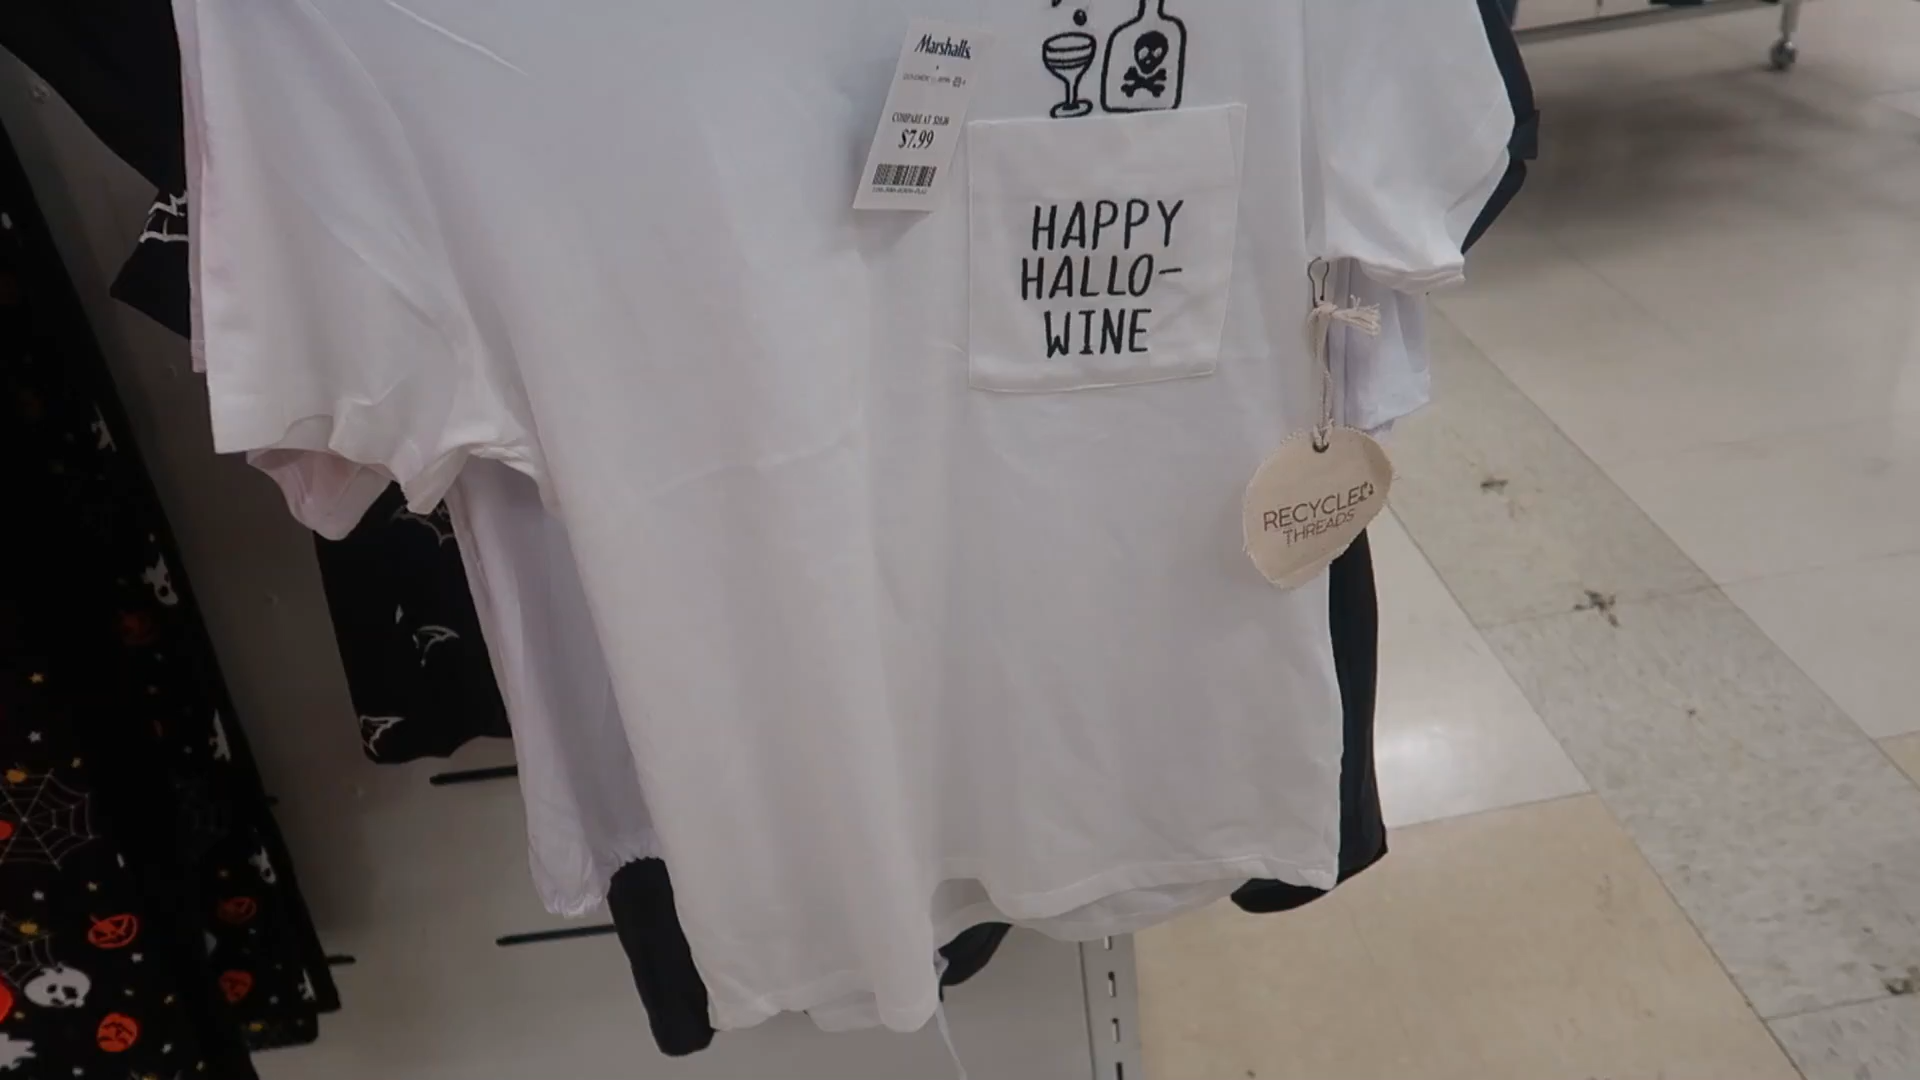 Marshalls
COMPARE AT
$7.99
HAPPY
HALLO-
WINE
RECYCLED
THREADS